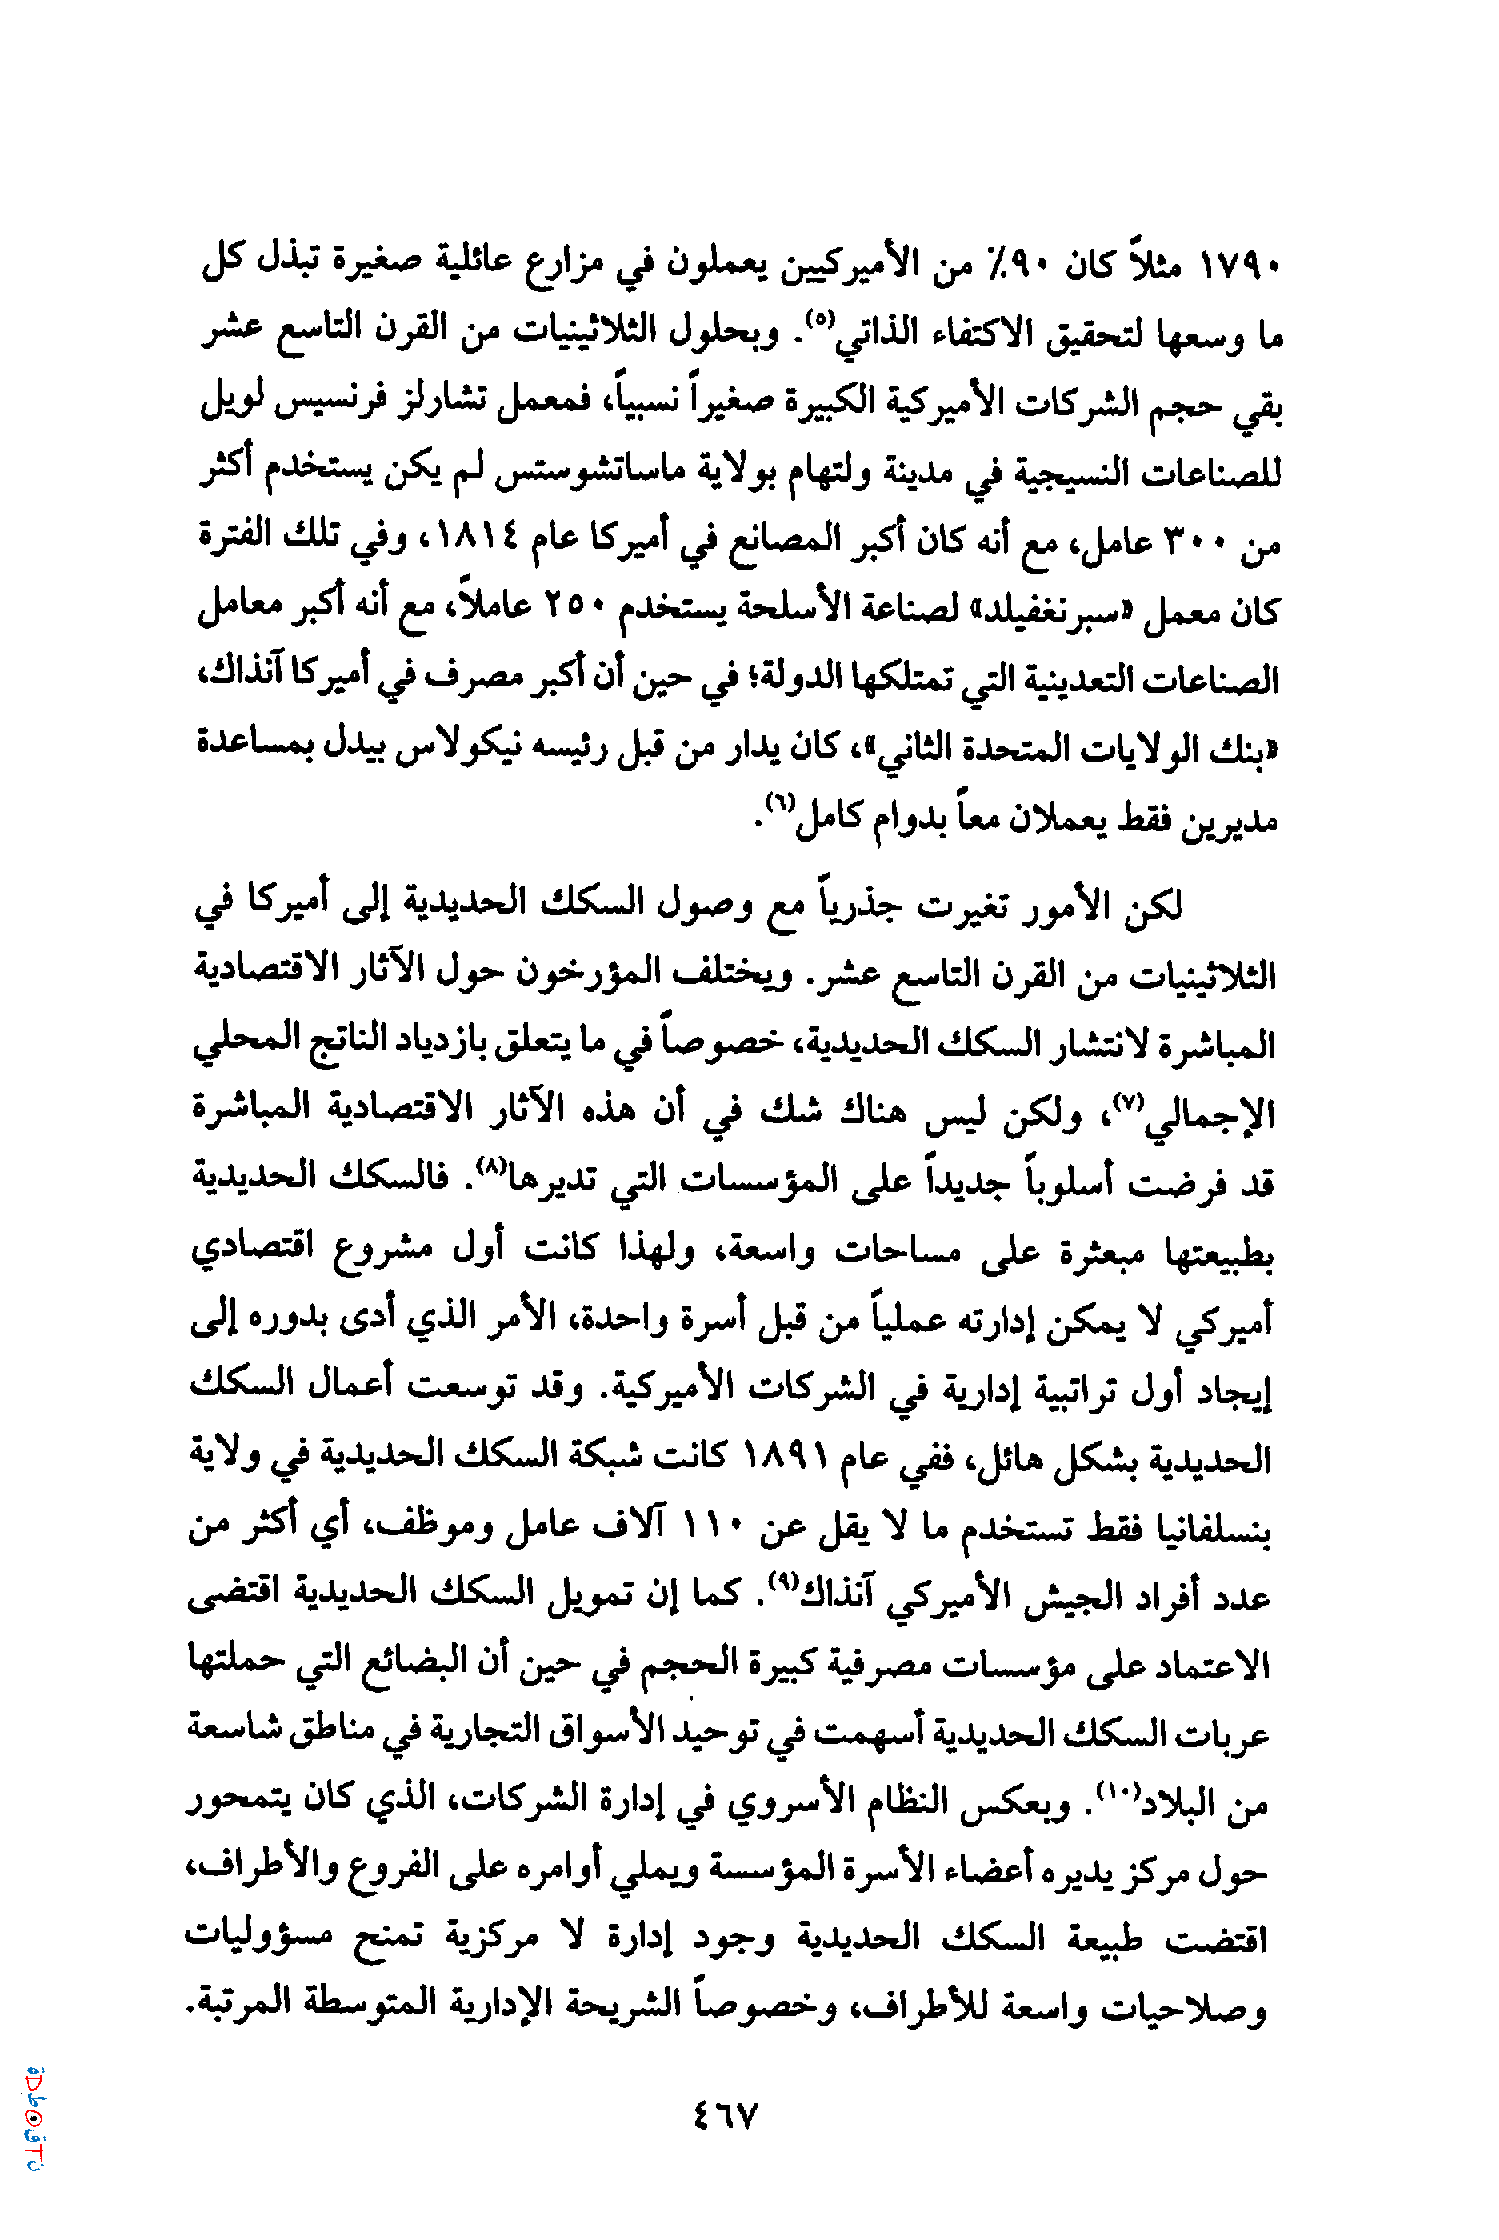 ١٧٩٠ مثلاً كان ٩٠٪ من الأميركيين يعملون في مزارع عائلية صغيرة تبذل كل
ما وسعها لتحقيق الاكتفاء الذاتي(٥). وبحلول الثلاثينيات من القرن التاسع عشر
بقي حجم الشركات الأميركية الكبيرة صغيراً نسبياً، فمعمل تشارلز فرنسيس لويل
للصناعات النسيجية في مدينة ولتهام بولاية ماساتشوستس لم يكن يستخدم أكثر
من ٣٠٠ عامل، مع أنه كان أكبر المصانع في أميركا عام ١٨١٤، وفي تلك الفترة
كان معمل «سبرنغفيلد» لصناعة الأسلحة يستخدم ٢٥٠ عاملاً، مع أنه أكبر معامل
الصناعات التعدينية التي تمتلكها الدولة؛ في حين أن أكبر مصرف في أميركا آنذاك،
«بنك الولايات المتحدة الثاني»، كان يدار من قبل رئيسه نيكولاس بيدل بمساعدة
مديرين فقط يعملان معاً بدوام كامل(٦).
لكن الأمور تغيرت جذرياً مع وصول السكك الحديدية إلى أميركا في
الثلاثينيات من القرن التاسع عشر. ويختلف المؤرخون حول الآثار الاقتصادية
المباشرة لانتشار السكك الحديدية، خصوصاً في ما يتعلق بازدياد الناتج المحلي
الإجمالي(٧)، ولكن ليس هناك شك في أن هذه الآثار الاقتصادية المباشرة
قد فرضت أسلوباً جديداً على المؤسسات التي تديرها(٨). فالسكك الحديدية
بطبيعتها مبعثرة على مساحات واسعة، ولهذا كانت أول مشروع اقتصادي
أميركي لا يمكن إدارته عملياً من قبل أسرة واحدة، الأمر الذي أدى بدوره إلى
إيجاد أول تراتبية إدارية في الشركات الأميركية. وقد توسعت أعمال السكك
الحديدية بشكل هائل، ففي عام ١٨٩١ كانت شبكة السكك الحديدية في ولاية
بنسلفانيا فقط تستخدم ما لا يقل عن ١١٠ آلاف عامل وموظف، أي أكثر من
عدد أفراد الجيش الأميركي آنذاك(٩). كما إن تمويل السكك الحديدية اقتضى
الاعتماد على مؤسسات مصرفية كبيرة الحجم في حين أن البضائع التي حملتها
عربات السكك الحديدية أسهمت في توحيد الأسواق التجارية في مناطق شاسعة
من البلاد(١٠). وبعكس النظام الأسروي في إدارة الشركات، الذي كان يتمحور
حول مركز يديره أعضاء الأسرة المؤسسة ويملي أوامره على الفروع والأطراف،
اقتضت طبيعة السكك الحديدية وجود إدارة لا مركزية تمنح مسؤوليات
وصلاحيات واسعة للأطراف، وخصوصاً الشريحة الإدارية المتوسطة المرتبة.
٤٦٧